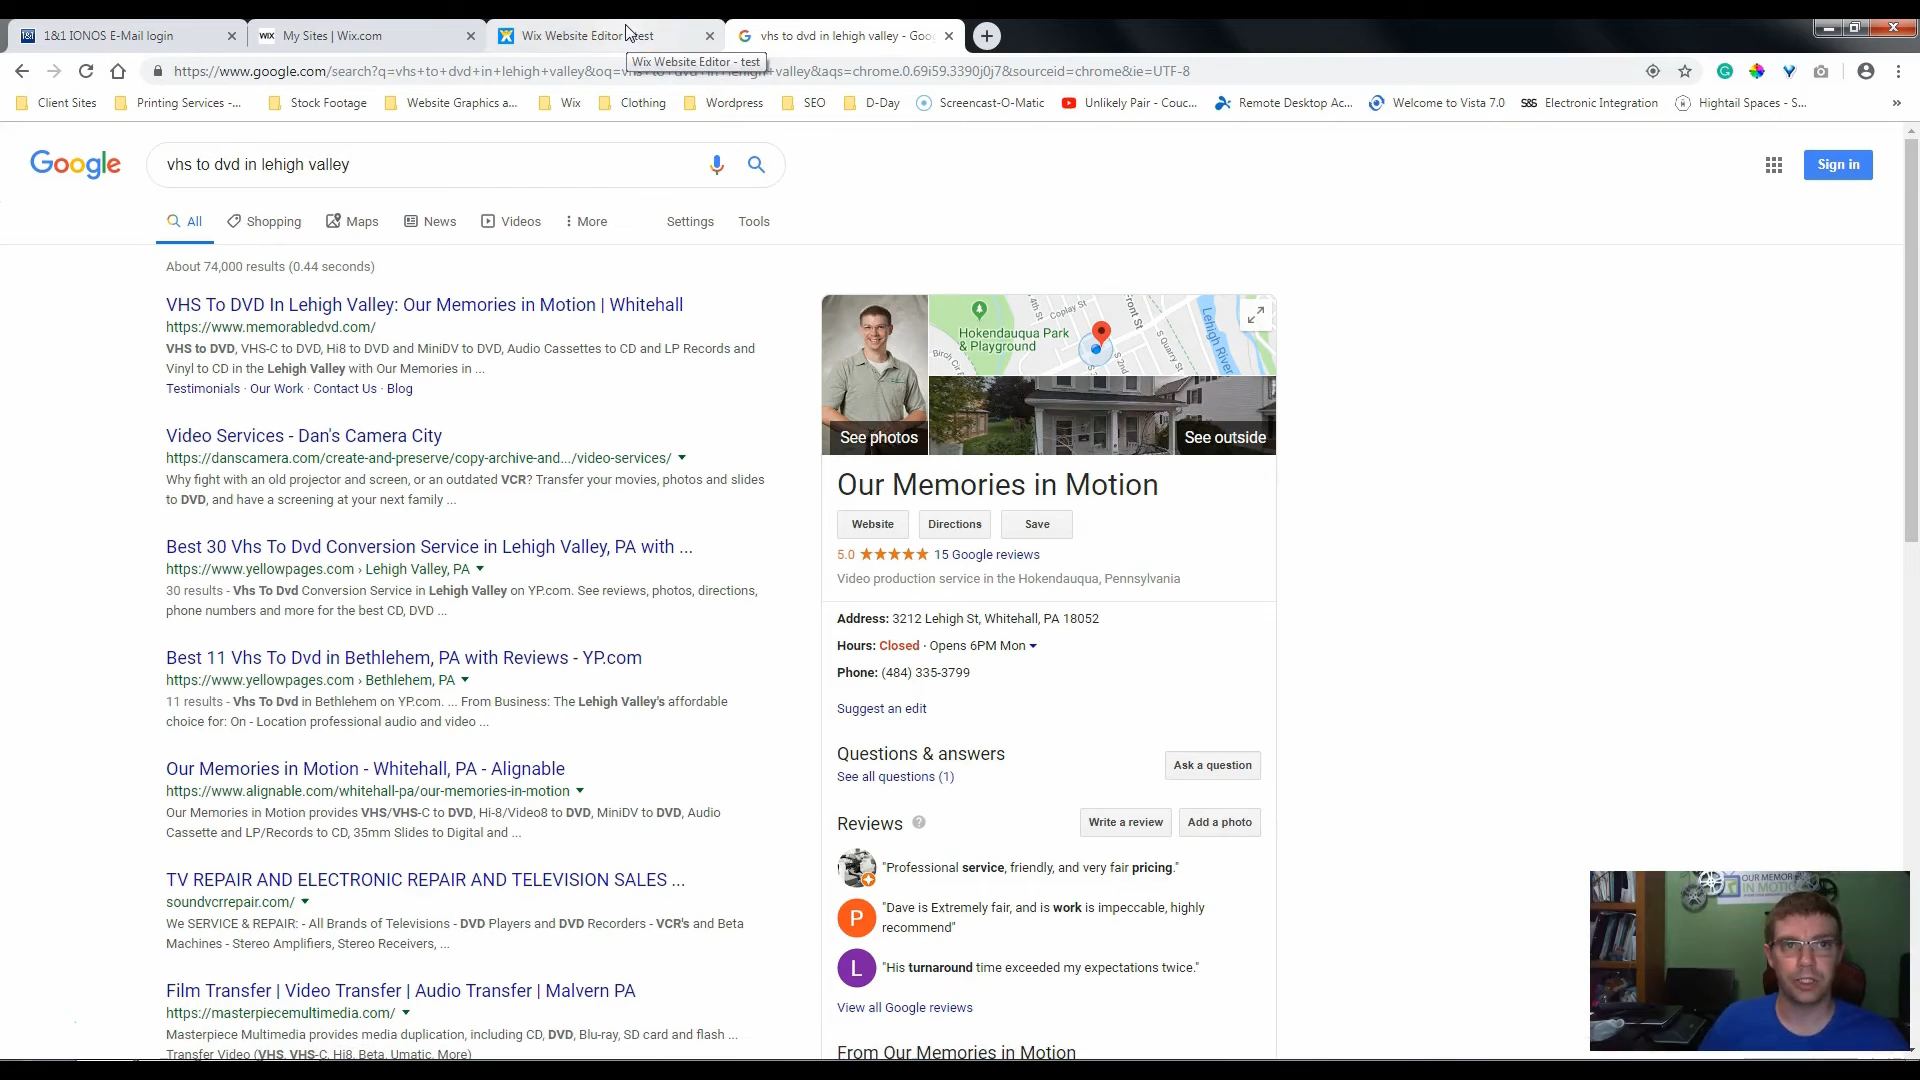 1&1 IONOS E-Mail login
WIX My Sites | Wix.com
Wix Website Editor test
vhs to dvd in lehigh valley - Goo
Wix Website Editor - test
https://www.google.com/search?q=vhs+to+dvd+in+lehigh+valley&oq=vhs+to+dvd+in+lehigh+valley&aqs=chrome.0.69i59.3390j0j7&sourceid=chrome&ie=UTF-8
Client Sites
Printing Services -...
Stock Footage
Website Graphics a...
Wix
Clothing
Wordpress
SEO
D-Day
Screencast-O-Matic
Unlikely Pair - Couc...
Remote Desktop Ac...
Welcome to Vista 7.0
S&S Electronic Integration
Hightail Spaces - S...
»
Google
vhs to dvd in lehigh valley
Sign in
All
Shopping
Maps
News
Videos
More
Settings
Tools
About 74,000 results (0.44 seconds)
VHS To DVD In Lehigh Valley: Our Memories in Motion | Whitehall
https://www.memorabledvd.com/
VHS to DVD, VHS-C to DVD, Hi8 to DVD and MiniDV to DVD, Audio Cassettes to CD and LP Records and
Vinyl to CD in the Lehigh Valley with Our Memories in ...
Testimonials · Our Work · Contact Us · Blog
Video Services - Dan's Camera City
https://danscamera.com/create-and-preserve/copy-archive-and.../video-services/
Why fight with an old projector and screen, or an outdated VCR? Transfer your movies, photos and slides
to DVD, and have a screening at your next family ...
Best 30 Vhs To Dvd Conversion Service in Lehigh Valley, PA with ...
https://www.yellowpages.com › Lehigh Valley, PA
30 results - Vhs To Dvd Conversion Service in Lehigh Valley on YP.com. See reviews, photos, directions,
phone numbers and more for the best CD, DVD ...
Best 11 Vhs To Dvd in Bethlehem, PA with Reviews - YP.com
https://www.yellowpages.com › Bethlehem, PA
11 results - Vhs To Dvd in Bethlehem on YP.com. ... From Business: The Lehigh Valley's affordable
choice for: On - Location professional audio and video ...
Our Memories in Motion - Whitehall, PA - Alignable
https://www.alignable.com/whitehall-pa/our-memories-in-motion
Our Memories in Motion provides VHS/VHS-C to DVD, Hi-8/Video8 to DVD, MiniDV to DVD, Audio
Cassette and LP/Records to CD, 35mm Slides to Digital and ...
TV REPAIR AND ELECTRONIC REPAIR AND TELEVISION SALES ...
soundvcrrepair.com/
We SERVICE & REPAIR: - All Brands of Televisions - DVD Players and DVD Recorders - VCR's and Beta
Machines - Stereo Amplifiers, Stereo Receivers, ...
Film Transfer | Video Transfer | Audio Transfer | Malvern PA
https://masterpiecemultimedia.com/
Masterpiece Multimedia provides media duplication, including CD, DVD, Blu-ray, SD card and flash ...
Transfer Video (VHS, VHS-C, Hi8, Beta, Umatic, More)
Hokendauqua Park
& Playground
Birch Cir
4th St
Coplay St
Front St
S Quarry St
S 2nd
Lehigh River
See photos
See outside
Our Memories in Motion
Website
Directions
Save
5.0 ★★★★★ 15 Google reviews
Video production service in the Hokendauqua, Pennsylvania
Address: 3212 Lehigh St, Whitehall, PA 18052
Hours: Closed · Opens 6PM Mon
Phone: (484) 335-3799
Suggest an edit
Questions & answers
See all questions (1)
Ask a question
Reviews
Write a review
Add a photo
"Professional service, friendly, and very fair pricing."
P
"Dave is Extremely fair, and is work is impeccable, highly
recommend"
L
"His turnaround time exceeded my expectations twice."
View all Google reviews
From Our Memories in Motion
OUR MEMOR
IN MOTI